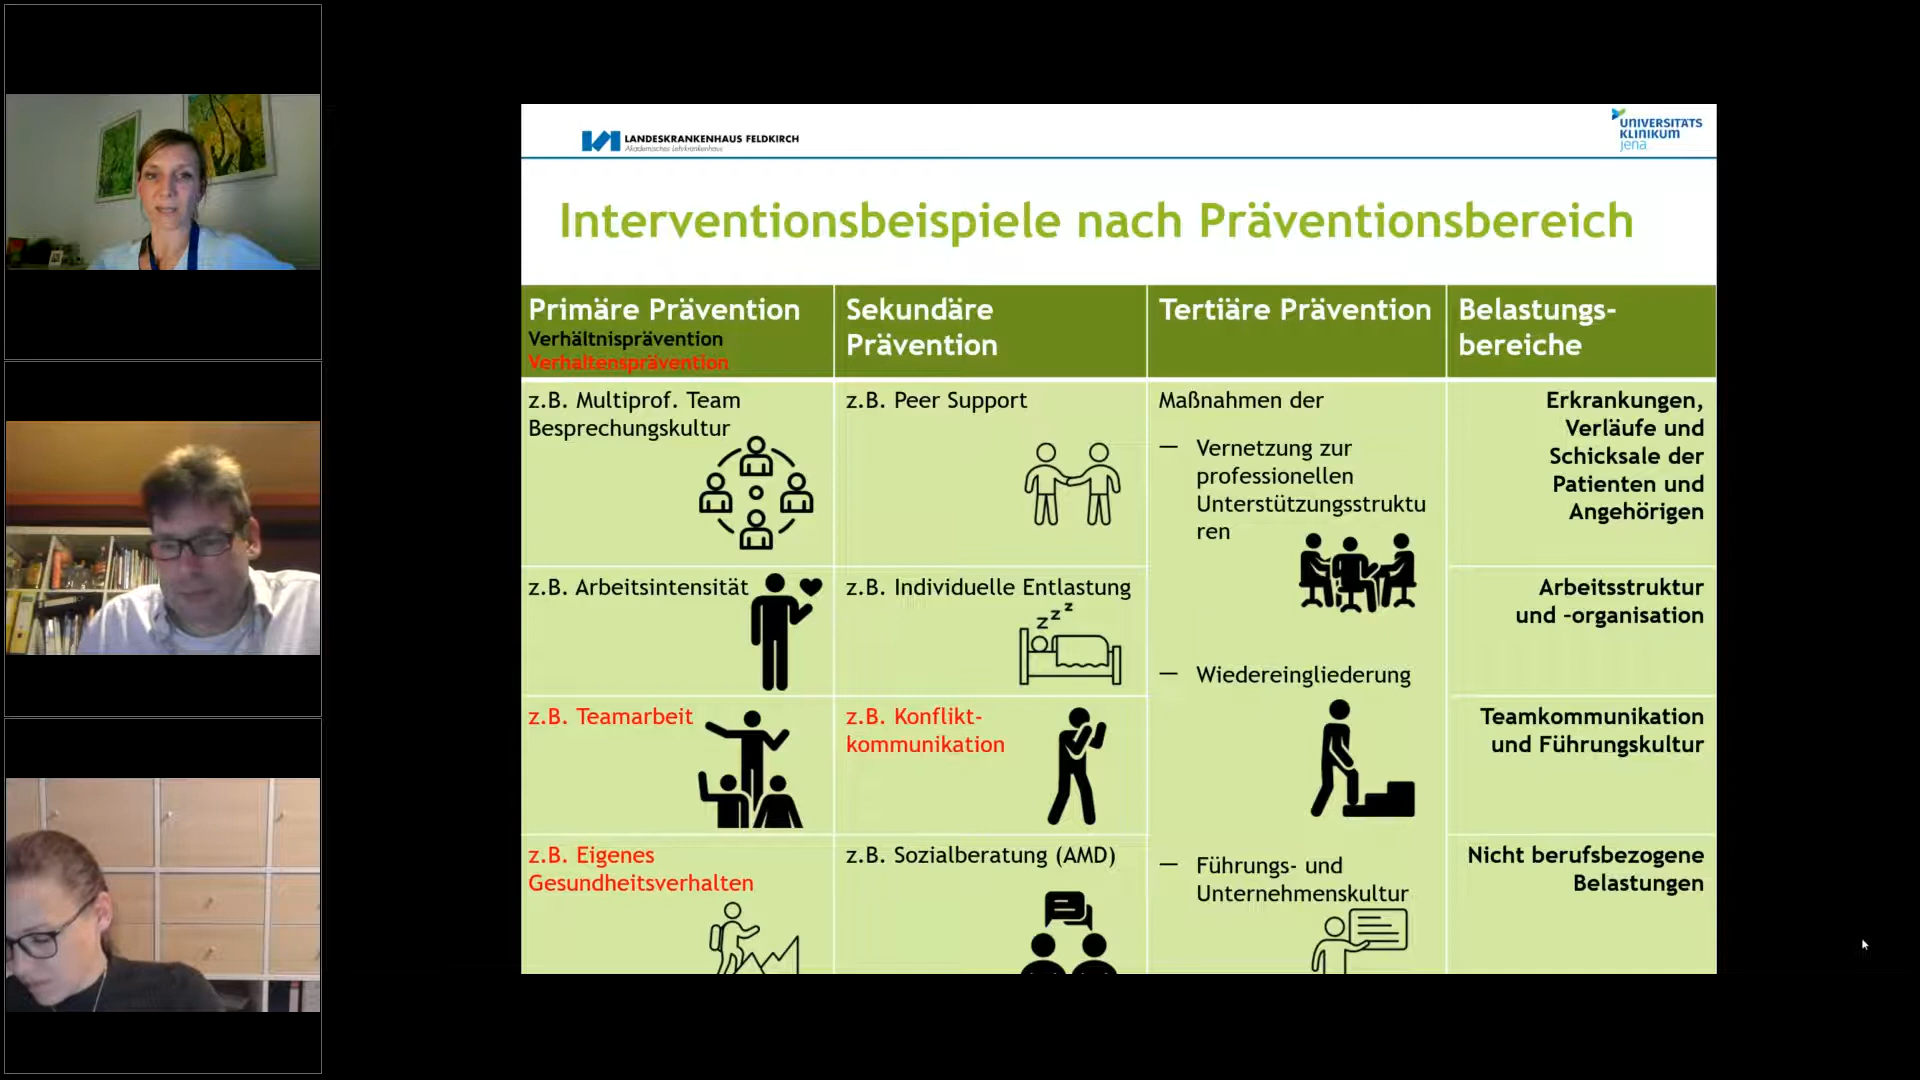 LANDESKRANKENHAUS FELDKIRCH
Akademisches Lehrkrankenhaus
UNIVERSITÄTS
KLINIKUM
jena
Interventionsbeispiele nach Präventionsbereich
Primäre Prävention
Verhältnisprävention
Verhaltensprävention
Sekundäre
Prävention
Tertiäre Prävention
Belastungs-
bereiche
z.B. Multiprof. Team
Besprechungskultur
z.B. Peer Support
Maßnahmen der
— Vernetzung zur
professionellen
Unterstützungsstruktu
ren
Erkrankungen,
Verläufe und
Schicksale der
Patienten und
Angehörigen
z.B. Arbeitsintensität
z.B. Individuelle Entlastung
z z z
Arbeitsstruktur
und -organisation
— Wiedereingliederung
z.B. Teamarbeit
z.B. Konflikt-
kommunikation
Teamkommunikation
und Führungskultur
z.B. Eigenes
Gesundheitsverhalten
z.B. Sozialberatung (AMD)
— Führungs- und
Unternehmenskultur
Nicht berufsbezogene
Belastungen